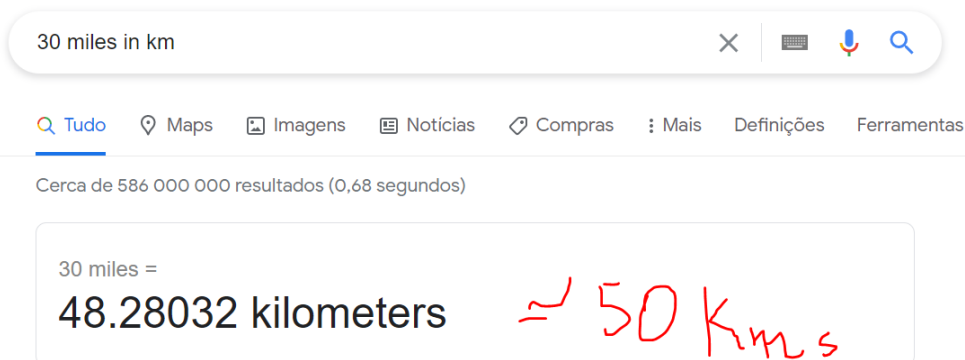 30 miles in km
Tudo Maps Imagens Notícias Compras Mais Definições Ferramentas
Cerca de 586 000 000 resultados (0,68 segundos)
30 miles =
48.28032 kilometers ≃ 50 Kms